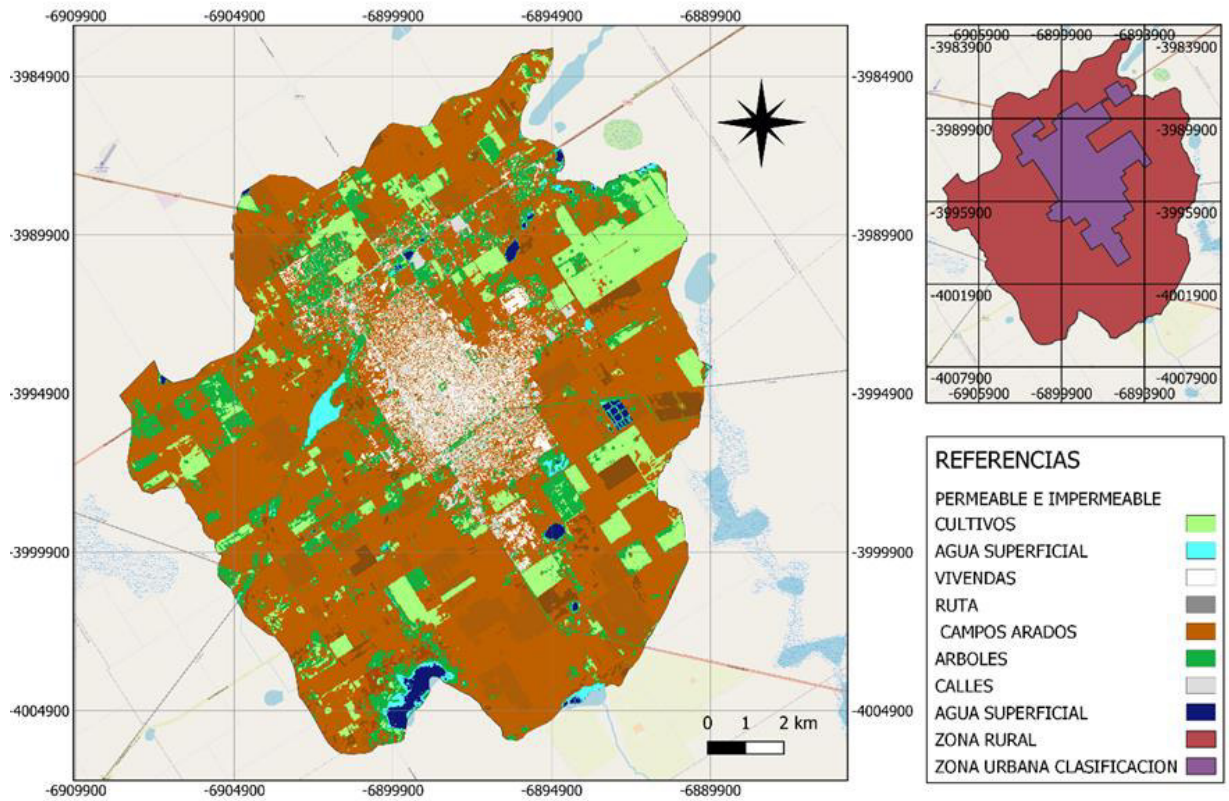 -6909900 -6904900 -6899900 -6894900 -6889900
-3984900 -3984900
-3989900 -3989900
-3994900 -3994900
-3999900 -3999900
-4004900 -4004900
0 1 2 km
-6909900 -6904900 -6899900 -6894900 -6889900
-6905900 -6899900 -6893900
-3983900 -3983900
-3989900 -3989900
-3995900 -3995900
-4001900 -4001900
-4007900 -4007900
-6905900 -6899900 -6893900
REFERENCIAS
PERMEABLE E IMPERMEABLE
CULTIVOS
AGUA SUPERFICIAL
VIVENDAS
RUTA
CAMPOS ARADOS
ARBOLES
CALLES
AGUA SUPERFICIAL
ZONA RURAL
ZONA URBANA CLASIFICACION